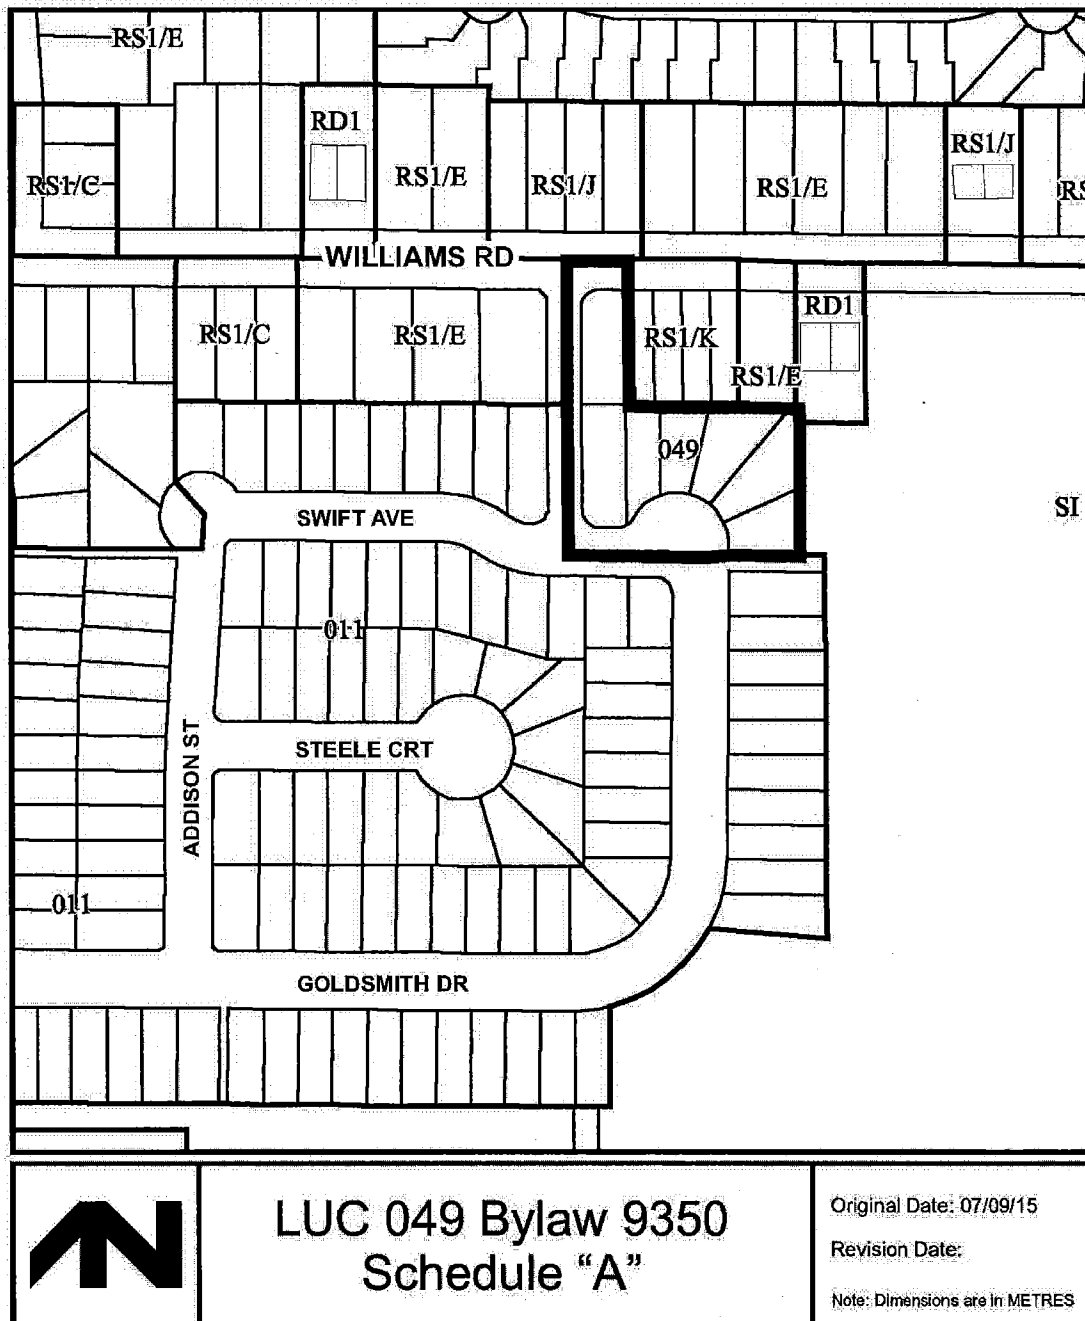 RS1/E
RD1
RS1/J
RS1/C
RS1/E
RS1/J
RS1/E
RS
WILLIAMS RD
RD1
RS1/C
RS1/E
RS1/K
RS1/E
049
SI
SWIFT AVE
011
ADDISON ST
STEELE CRT
011
GOLDSMITH DR
LUC 049 Bylaw 9350
Schedule “A”
Original Date: 07/09/15
Revision Date:
Note: Dimensions are in METRES